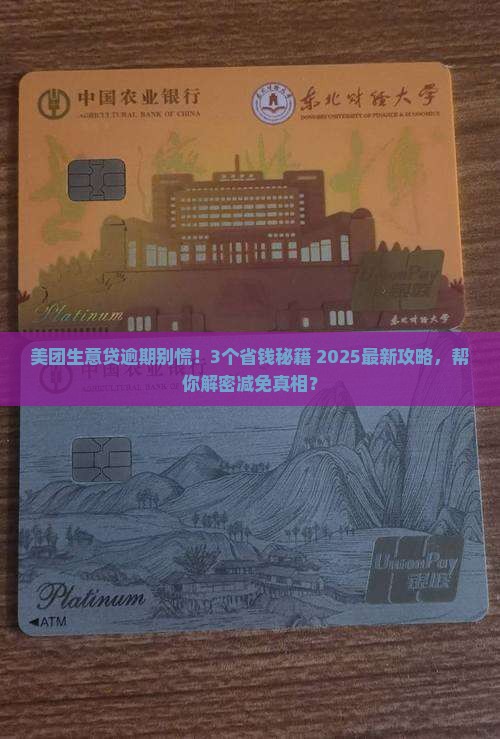 中国农业银行
AGRICULTURAL BANK OF CHINA
东北财经大学
DONGBEI UNIVERSITY OF FINANCE & ECONOMICS
UnionPay
Platinum
东北财经大学
美团生意贷逾期别慌！3个省钱秘籍 2025最新攻略，帮
你解密减免真相？
UnionPay
银联
Platinum
◀ATM